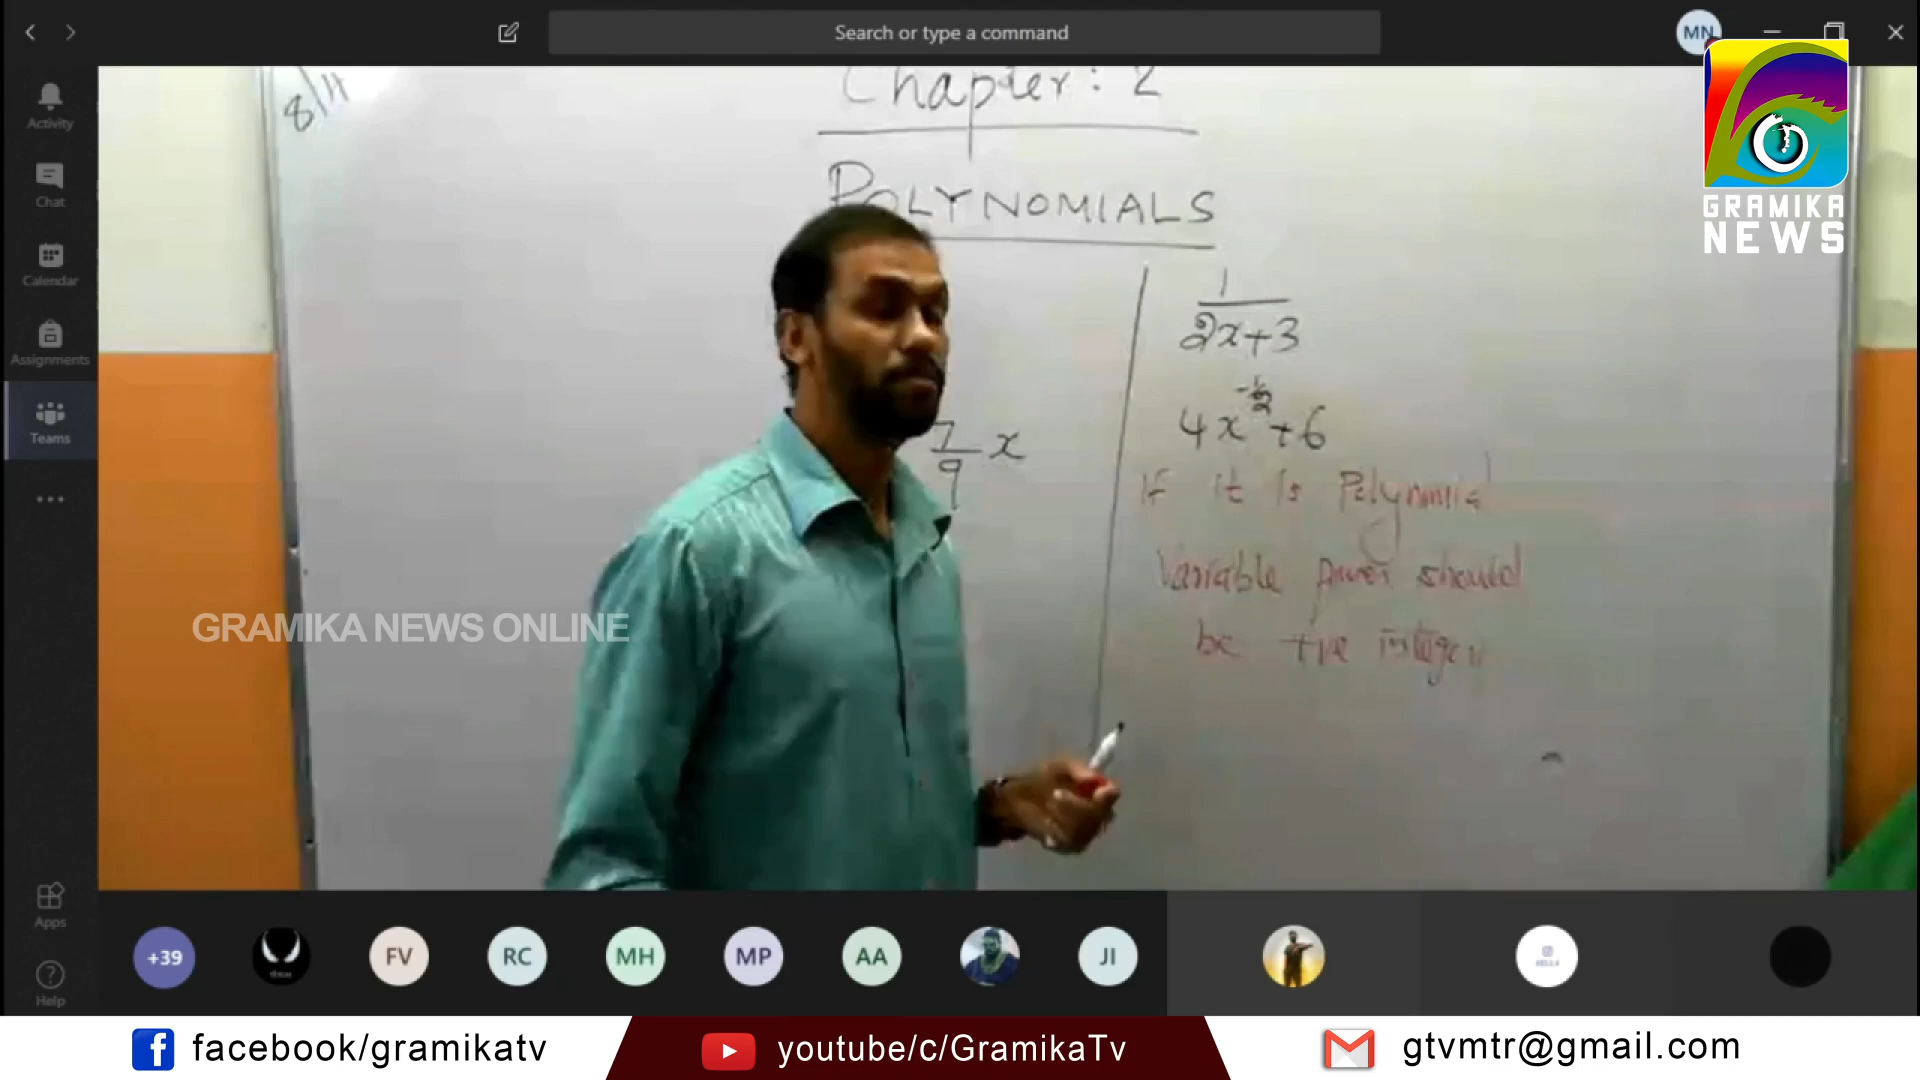 Search or type a command
MN
Activity
Chat
Calendar
Assignments
Teams
Apps
Help
8/11
Chapter: 2
POLYNOMIALS
1
2x+3
4x +6
7
9 x
If it is Polynomial
Variable power should
be +ve integer
GRAMIKA
NEWS
GRAMIKA NEWS ONLINE
+39
FV
RC
MH
MP
AA
JI
facebook/gramikatv
youtube/c/GramikaTv
gtvmtr@gmail.com